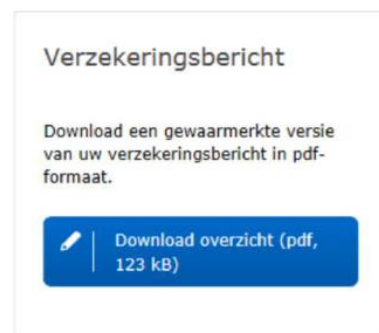 Verzekeringsbericht
Download een gewaarmerkte versie
van uw verzekeringsbericht in pdf-
formaat.
Download overzicht (pdf,
123 kB)